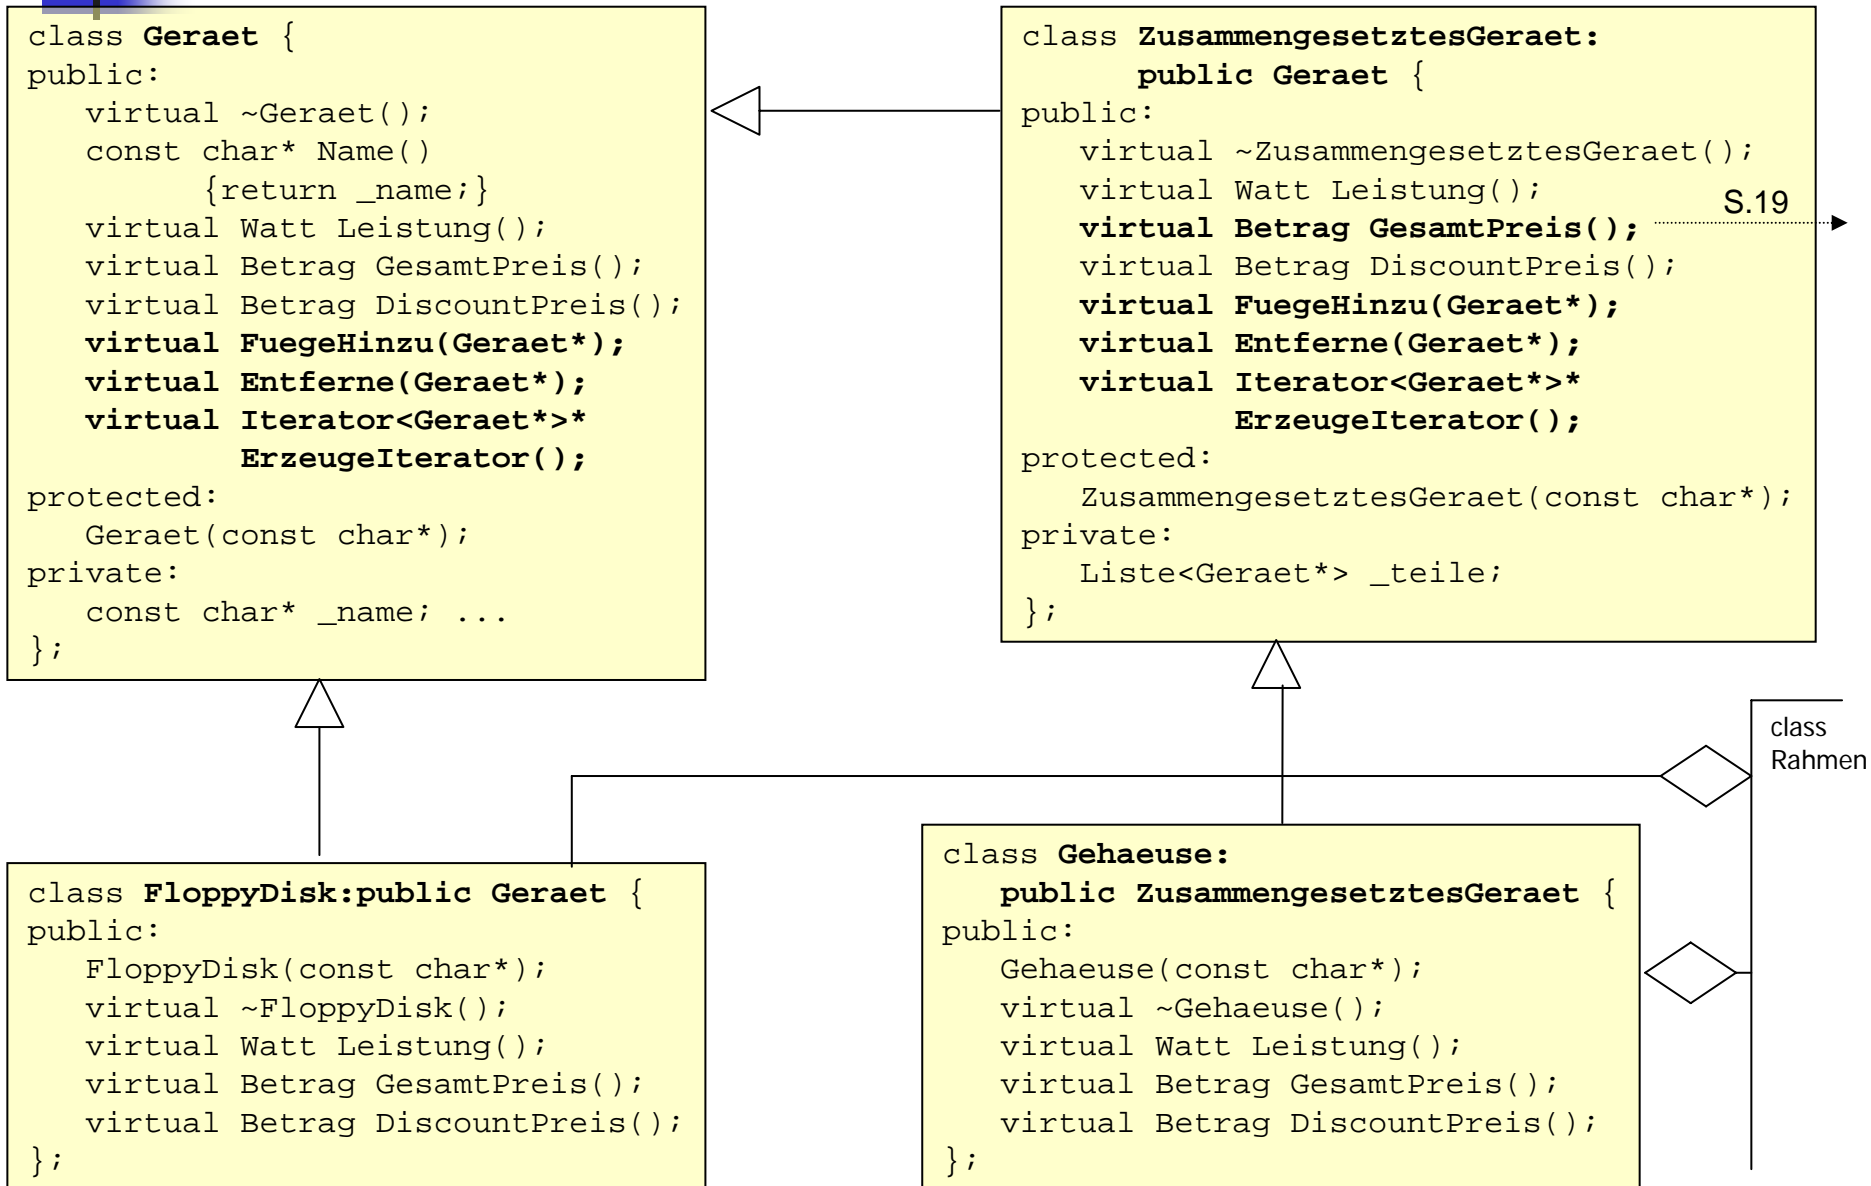 class Geraet {
public:
virtual ~Geraet();
const char* Name()
{return _name;}
virtual Watt Leistung();
virtual Betrag GesamtPreis();
virtual Betrag DiscountPreis();
virtual FuegeHinzu(Geraet*);
virtual Entferne(Geraet*);
virtual Iterator<Geraet*>*
ErzeugeIterator();
protected:
Geraet(const char*);
private:
const char* _name; ...
};
class ZusammengesetztesGeraet:
public Geraet {
public:
virtual ~ZusammengesetztesGeraet();
virtual Watt Leistung();
virtual Betrag GesamtPreis();
S.19
virtual Betrag DiscountPreis();
virtual FuegeHinzu(Geraet*);
virtual Entferne(Geraet*);
virtual Iterator<Geraet*>*
ErzeugeIterator();
protected:
ZusammengesetztesGeraet(const char*);
private:
Liste<Geraet*> _teile;
};
class
Rahmen
class FloppyDisk:public Geraet {
public:
FloppyDisk(const char*);
virtual ~FloppyDisk();
virtual Watt Leistung();
virtual Betrag GesamtPreis();
virtual Betrag DiscountPreis();
};
class Gehaeuse:
public ZusammengesetztesGeraet {
public:
Gehaeuse(const char*);
virtual ~Gehaeuse();
virtual Watt Leistung();
virtual Betrag GesamtPreis();
virtual Betrag DiscountPreis();
};